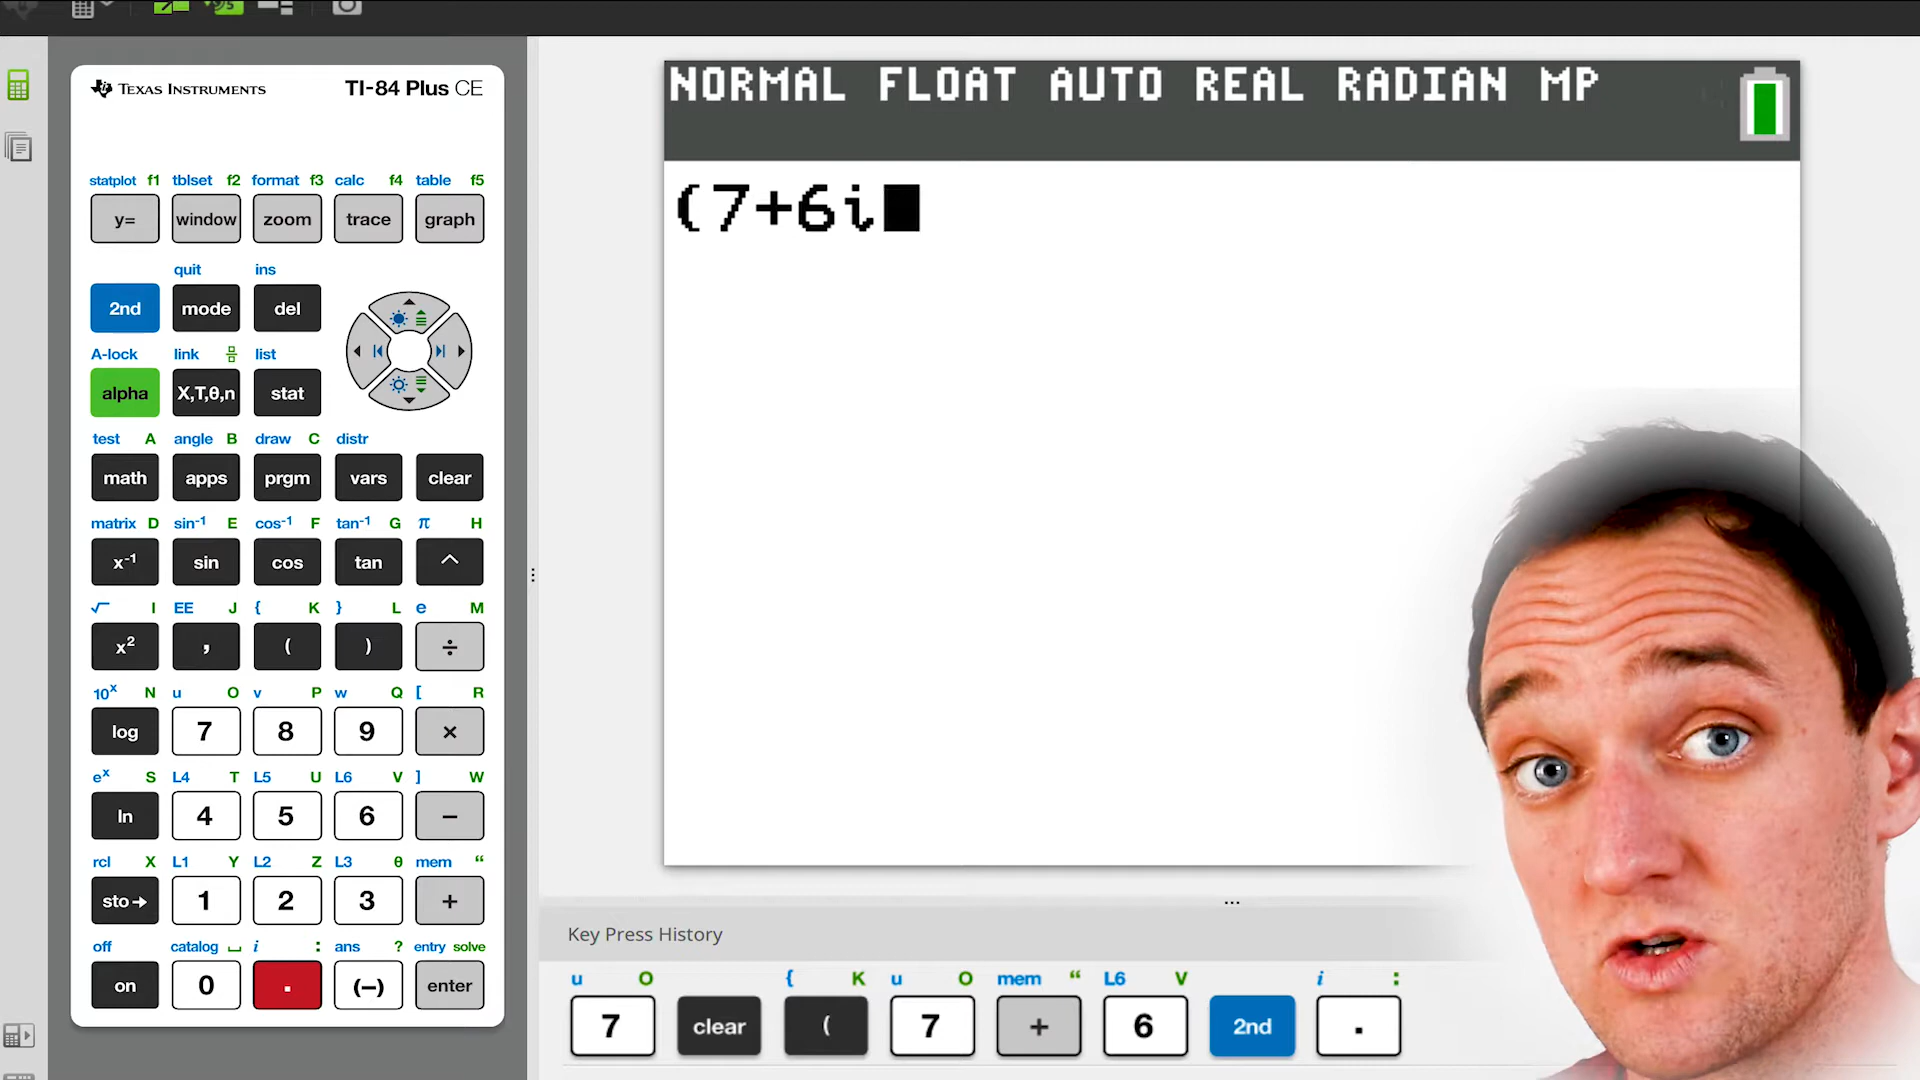 TEXAS INSTRUMENTS TI-84 Plus CE
NORMAL FLOAT AUTO REAL RADIAN MP
(7+6i
statplot f1 tblset f2 format f3 calc f4 table f5
y= window zoom trace graph
quit ins
2nd mode del
A-lock link list
alpha X,T,θ,n stat
test A angle B draw C distr
math apps prgm vars clear
matrix D sin⁻¹ E cos⁻¹ F tan⁻¹ G π H
x⁻¹ sin cos tan ^
√ I EE J { K } L e M
x² , ( ) ÷
10ˣ N u O v P w Q [ R
log 7 8 9 ×
eˣ S L4 T L5 U L6 V ] W
ln 4 5 6 −
rcl X L1 Y L2 Z L3 θ mem “
sto→ 1 2 3 +
off catalog ⎵ i : ans ? entry solve
on 0 . (−) enter
Key Press History
u O { K u O mem “ L6 V i :
7 clear ( 7 + 6 2nd .